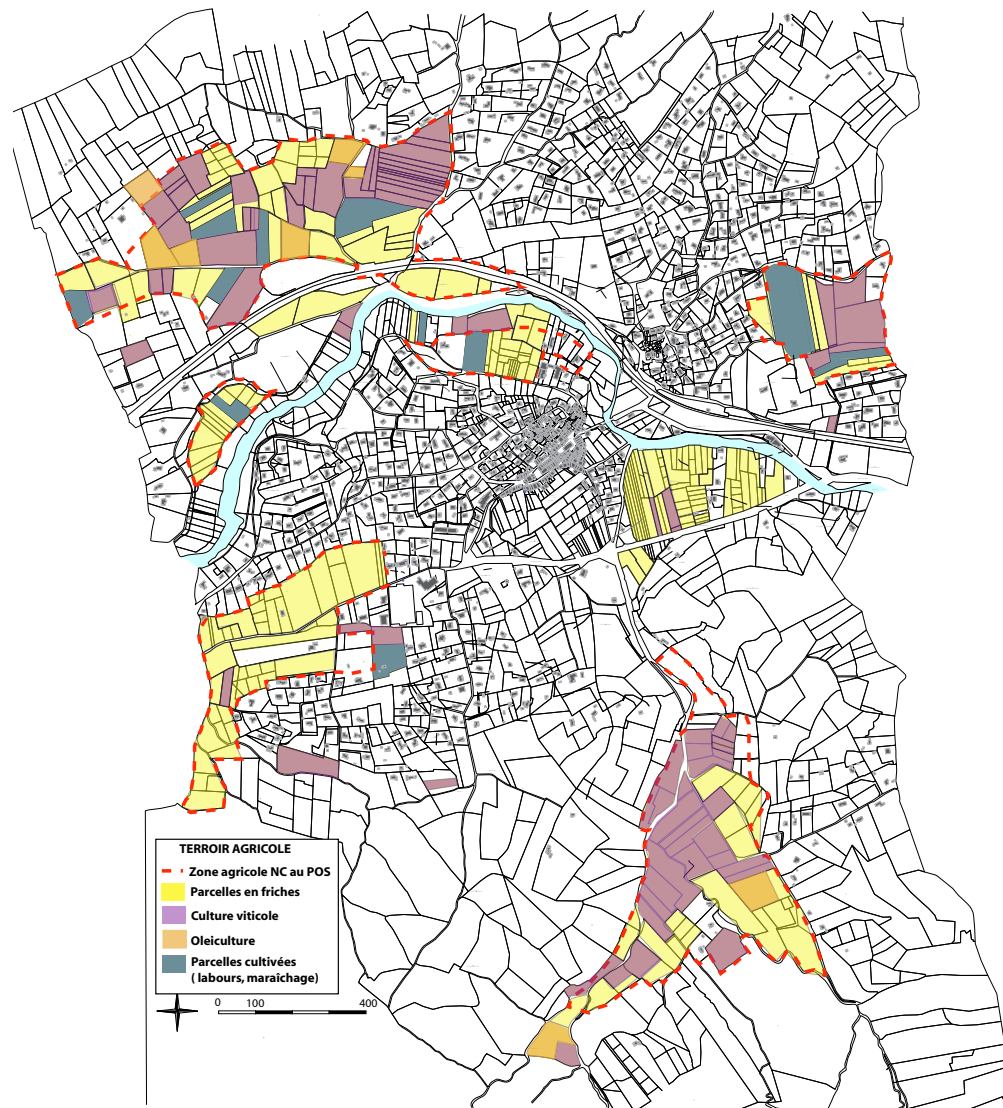 TERROIR AGRICOLE
Zone agricole NC au POS
Parcelles en friches
Culture viticole
Oleiculture
Parcelles cultivées
( labours, maraichage)
0 100 400